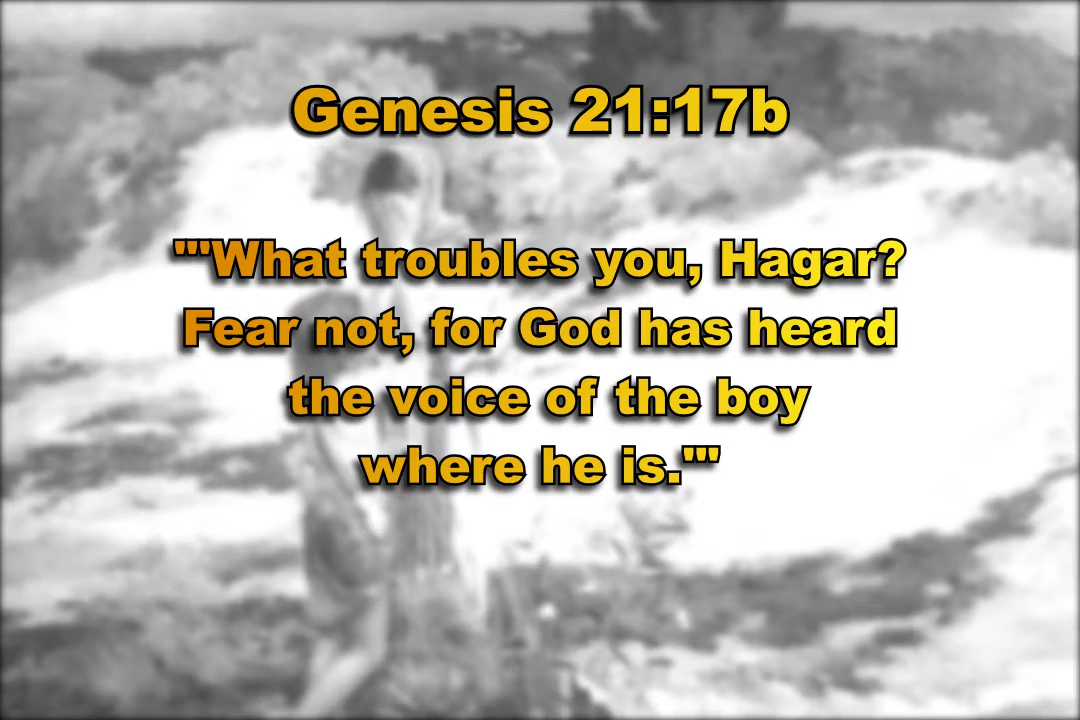 Genesis 21:17b
"'"What troubles you, Hagar?
Fear not, for God has heard
the voice of the boy
where he is."'"